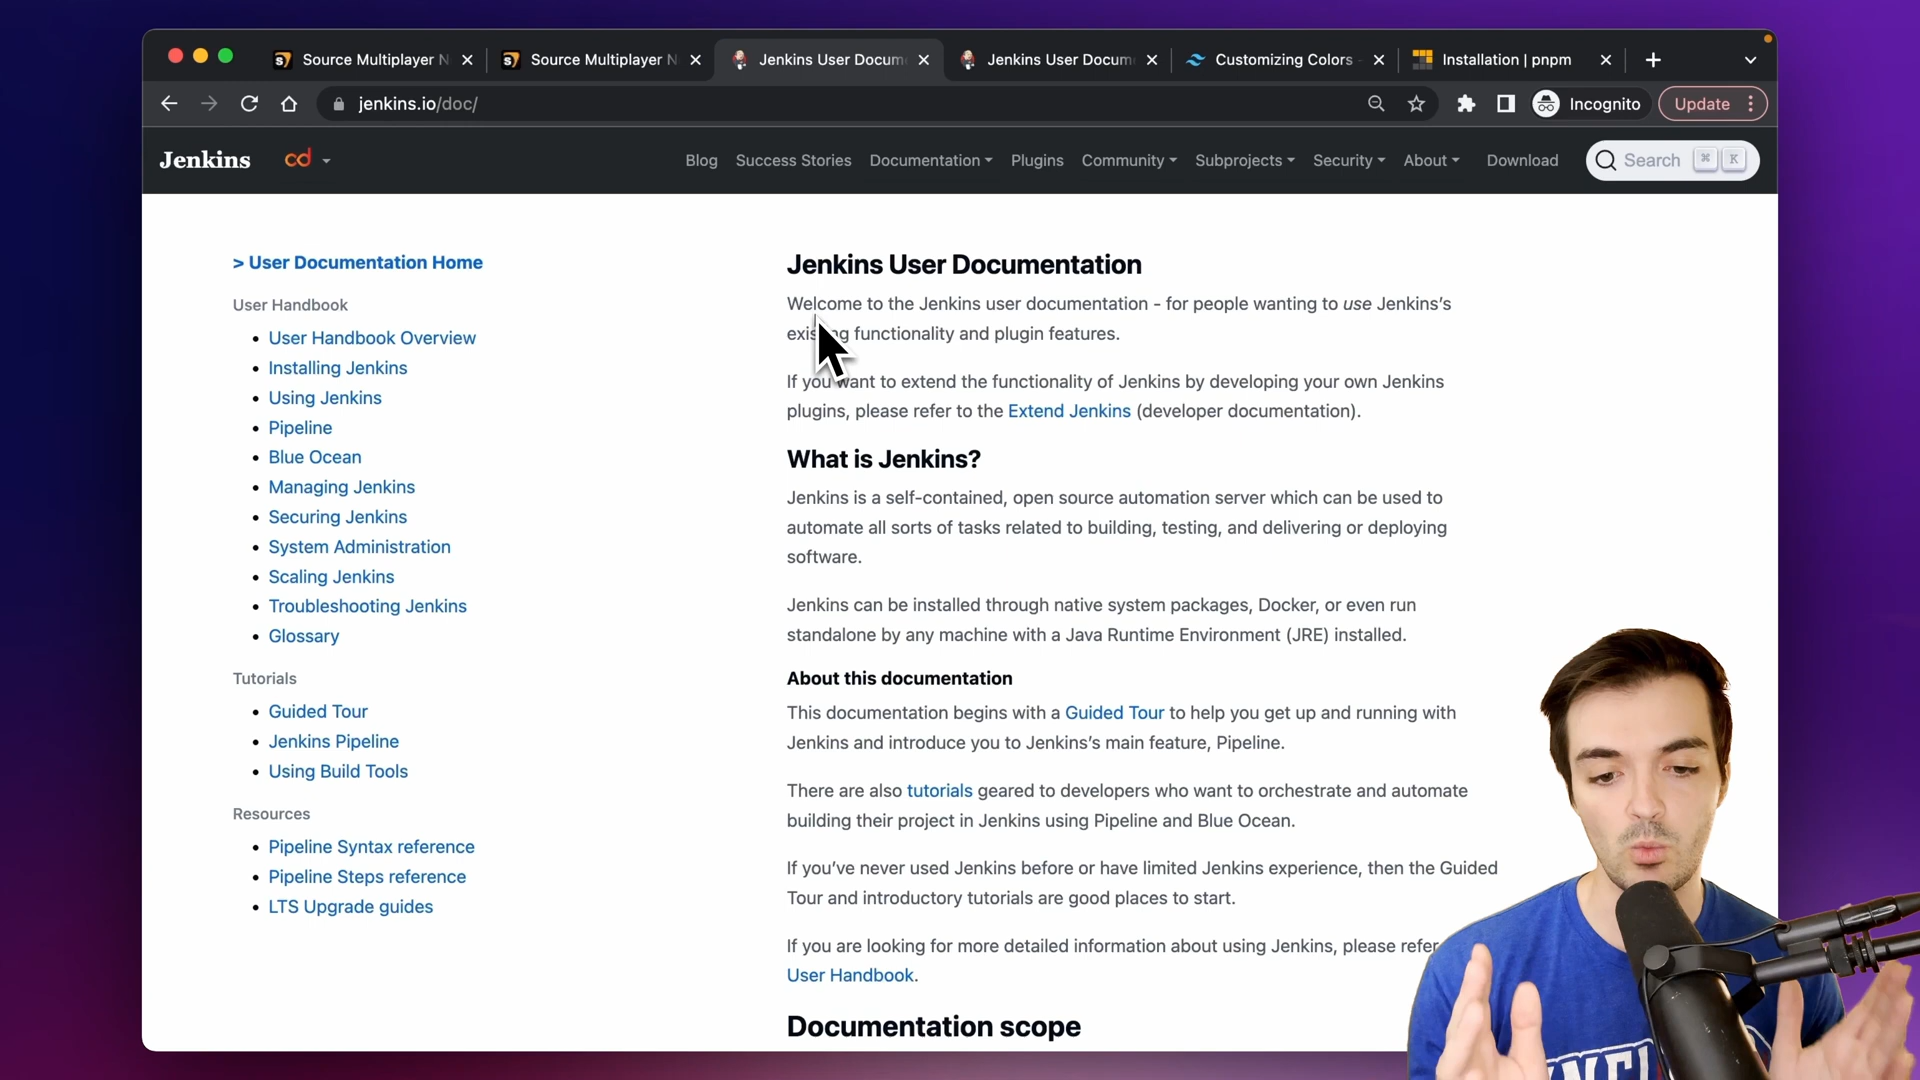 Source Multiplayer N
Source Multiplayer N
Jenkins User Docum
Jenkins User Docum
Customizing Colors -
Installation | pnpm
jenkins.io/doc/
Incognito
Update
Jenkins
cd
Blog
Success Stories
Documentation
Plugins
Community
Subprojects
Security
About
Download
Search
⌘
K
> User Documentation Home
User Handbook
• User Handbook Overview
• Installing Jenkins
• Using Jenkins
• Pipeline
• Blue Ocean
• Managing Jenkins
• Securing Jenkins
• System Administration
• Scaling Jenkins
• Troubleshooting Jenkins
• Glossary
Tutorials
• Guided Tour
• Jenkins Pipeline
• Using Build Tools
Resources
• Pipeline Syntax reference
• Pipeline Steps reference
• LTS Upgrade guides
Jenkins User Documentation
Welcome to the Jenkins user documentation - for people wanting to use Jenkins's
existing functionality and plugin features.
If you want to extend the functionality of Jenkins by developing your own Jenkins
plugins, please refer to the Extend Jenkins (developer documentation).
What is Jenkins?
Jenkins is a self-contained, open source automation server which can be used to
automate all sorts of tasks related to building, testing, and delivering or deploying
software.
Jenkins can be installed through native system packages, Docker, or even run
standalone by any machine with a Java Runtime Environment (JRE) installed.
About this documentation
This documentation begins with a Guided Tour to help you get up and running with
Jenkins and introduce you to Jenkins's main feature, Pipeline.
There are also tutorials geared to developers who want to orchestrate and automate
building their project in Jenkins using Pipeline and Blue Ocean.
If you've never used Jenkins before or have limited Jenkins experience, then the Guided
Tour and introductory tutorials are good places to start.
If you are looking for more detailed information about using Jenkins, please refer
User Handbook.
Documentation scope